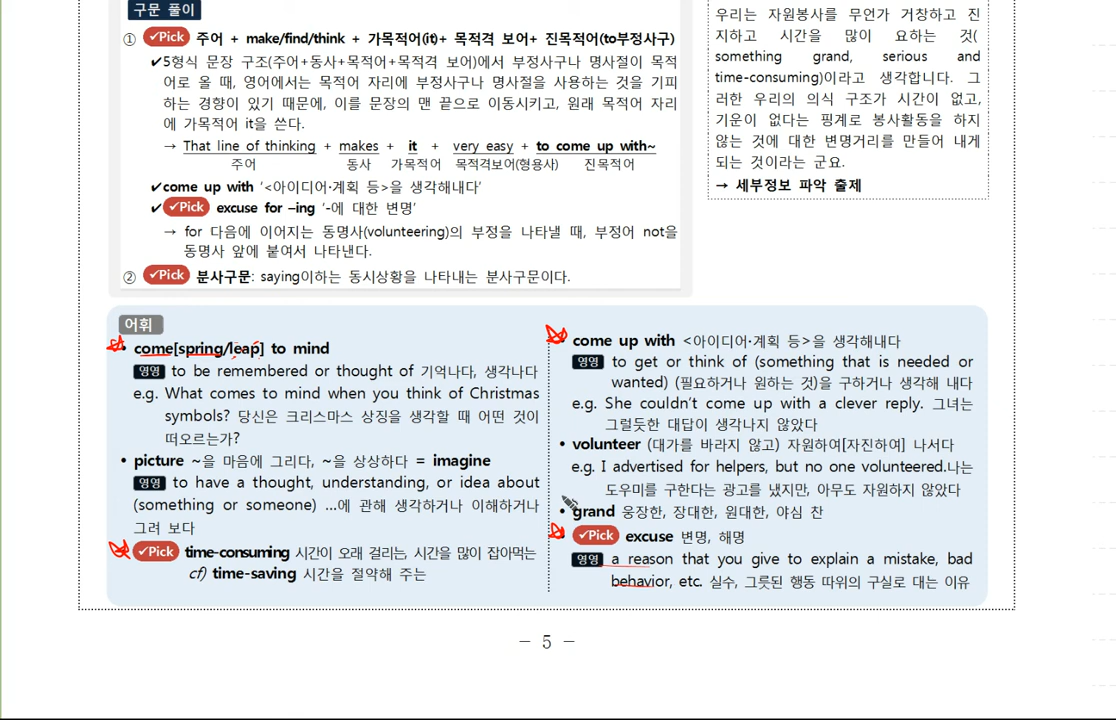 구문 풀이
① ✓Pick 주어 + make/find/think + 가목적어(it)+ 목적격 보어+ 진목적어(to부정사구)
✓5형식 문장 구조(주어+동사+목적어+목적격 보어)에서 부정사구나 명사절이 목적
어로 올 때, 영어에서는 목적어 자리에 부정사구나 명사절을 사용하는 것을 기피
하는 경향이 있기 때문에, 이를 문장의 맨 끝으로 이동시키고, 원래 목적어 자리
에 가목적어 it을 쓴다.
→ That line of thinking + makes + it + very easy + to come up with~
주어 동사 가목적어 목적격보어(형용사) 진목적어
✓come up with ‘<아이디어·계획 등>을 생각해내다’
✓ ✓Pick excuse for –ing ‘-에 대한 변명’
→ for 다음에 이어지는 동명사(volunteering)의 부정을 나타낼 때, 부정어 not을
동명사 앞에 붙여서 나타낸다.
② ✓Pick 분사구문: saying이하는 동시상황을 나타내는 분사구문이다.
우리는 자원봉사를 무언가 거창하고 진
지하고 시간을 많이 요하는 것(
something grand, serious and
time-consuming)이라고 생각합니다. 그
러한 우리의 의식 구조가 시간이 없고,
기운이 없다는 핑계로 봉사활동을 하지
않는 것에 대한 변명거리를 만들어 내게
되는 것이라는 군요.
→ 세부정보 파악 출제
어휘
• come[spring/leap] to mind
영영 to be remembered or thought of 기억나다, 생각나다
e.g. What comes to mind when you think of Christmas
symbols? 당신은 크리스마스 상징을 생각할 때 어떤 것이
떠오르는가?
• picture ~을 마음에 그리다, ~을 상상하다 = imagine
영영 to have a thought, understanding, or idea about
(something or someone) …에 관해 생각하거나 이해하거나
그려 보다
• ✓Pick time-consuming 시간이 오래 걸리는, 시간을 많이 잡아먹는
cf) time-saving 시간을 절약해 주는
• come up with <아이디어·계획 등>을 생각해내다
영영 to get or think of (something that is needed or
wanted) (필요하거나 원하는 것)을 구하거나 생각해 내다
e.g. She couldn’t come up with a clever reply. 그녀는
그럴듯한 대답이 생각나지 않았다
• volunteer (대가를 바라지 않고) 자원하여[자진하여] 나서다
e.g. I advertised for helpers, but no one volunteered.나는
도우미를 구한다는 광고를 냈지만, 아무도 자원하지 않았다
• grand 웅장한, 장대한, 원대한, 야심 찬
• ✓Pick excuse 변명, 해명
영영 a reason that you give to explain a mistake, bad
behavior, etc. 실수, 그릇된 행동 따위의 구실로 대는 이유
- 5 -